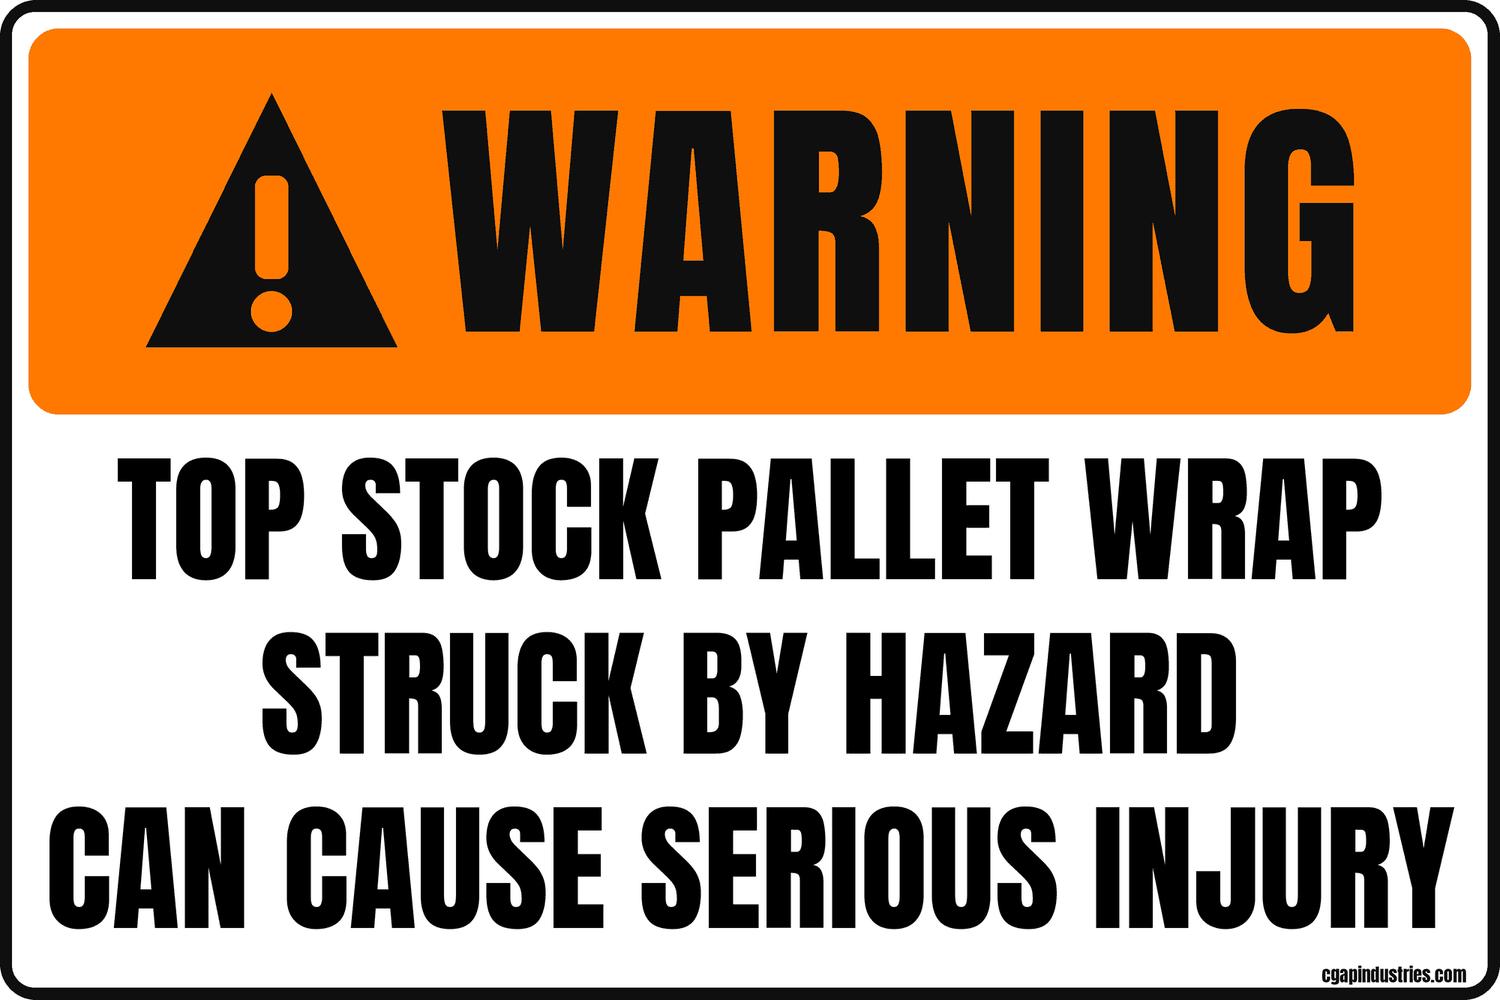 WARNING
TOP STOCK PALLET WRAP
STRUCK BY HAZARD
CAN CAUSE SERIOUS INJURY
cgapindustries.com